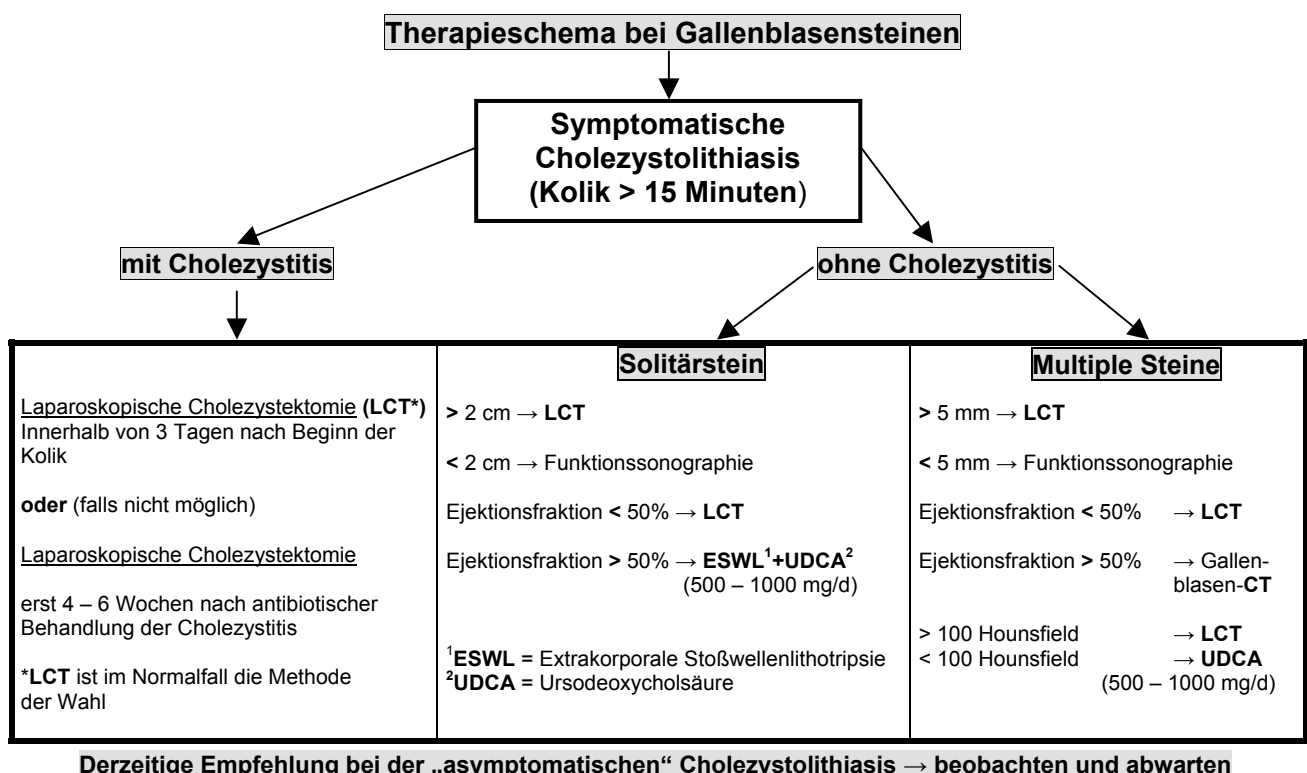 Therapieschema bei Gallenblasensteinen
Symptomatische
Cholezystolithiasis
(Kolik > 15 Minuten)
mit Cholezystitis
ohne Cholezystitis
Laparoskopische Cholezystektomie (LCT*)
Innerhalb von 3 Tagen nach Beginn der
Kolik
oder (falls nicht möglich)
Laparoskopische Cholezystektomie
erst 4 – 6 Wochen nach antibiotischer
Behandlung der Cholezystitis
*LCT ist im Normalfall die Methode
der Wahl
Solitärstein
> 2 cm → LCT
< 2 cm → Funktionssonographie
Ejektionsfraktion < 50% → LCT
Ejektionsfraktion > 50% → ESWL¹+UDCA²
(500 – 1000 mg/d)
¹ESWL = Extrakorporale Stoßwellenlithotripsie
²UDCA = Ursodeoxycholsäure
Multiple Steine
> 5 mm → LCT
< 5 mm → Funktionssonographie
Ejektionsfraktion < 50% → LCT
Ejektionsfraktion > 50% → Gallen-
blasen-CT
> 100 Hounsfield → LCT
< 100 Hounsfield → UDCA
(500 – 1000 mg/d)
Derzeitige Empfehlung bei der „asymptomatischen“ Cholezystolithiasis → beobachten und abwarten